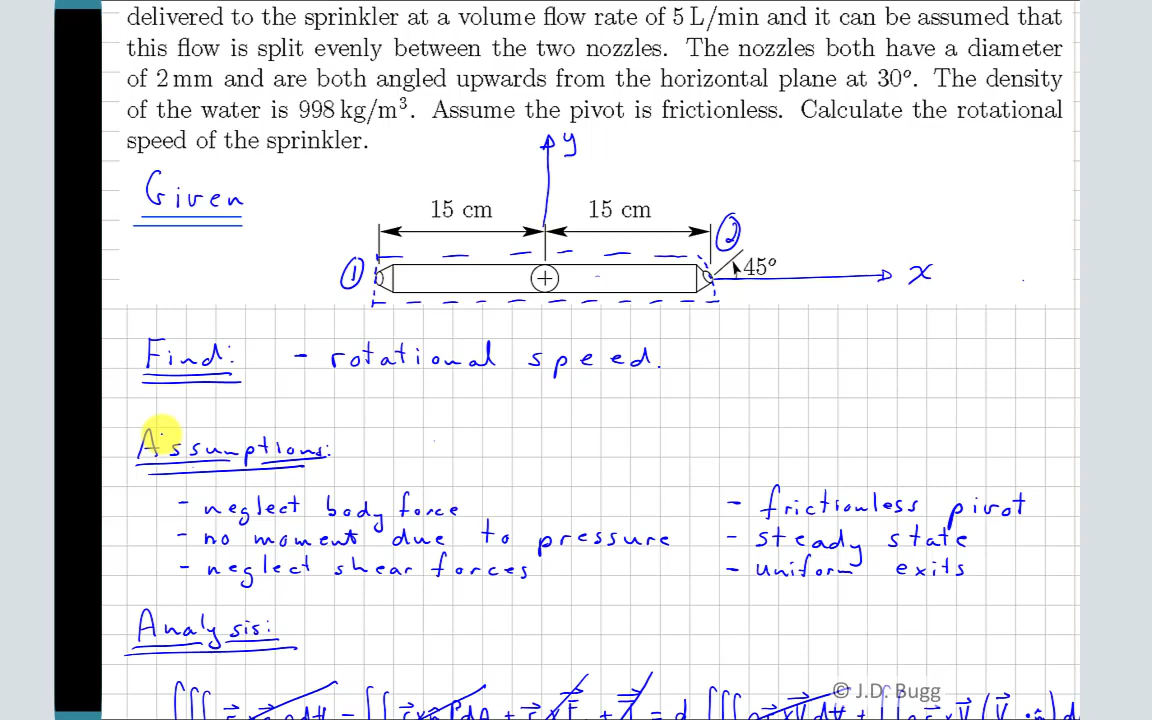 delivered to the sprinkler at a volume flow rate of 5 L/min and it can be assumed that
this flow is split evenly between the two nozzles. The nozzles both have a diameter
of 2 mm and are both angled upwards from the horizontal plane at 30°. The density
of the water is 998 kg/m³. Assume the pivot is frictionless. Calculate the rotational
speed of the sprinkler.
y
Given
15 cm 15 cm
②
① 45° x
Find: - rotational speed.
Assumptions:
- neglect body force - frictionless pivot
- no moment due to pressure - steady state
- neglect shear forces - uniform exits
Analysis:
© J.D. Bugg